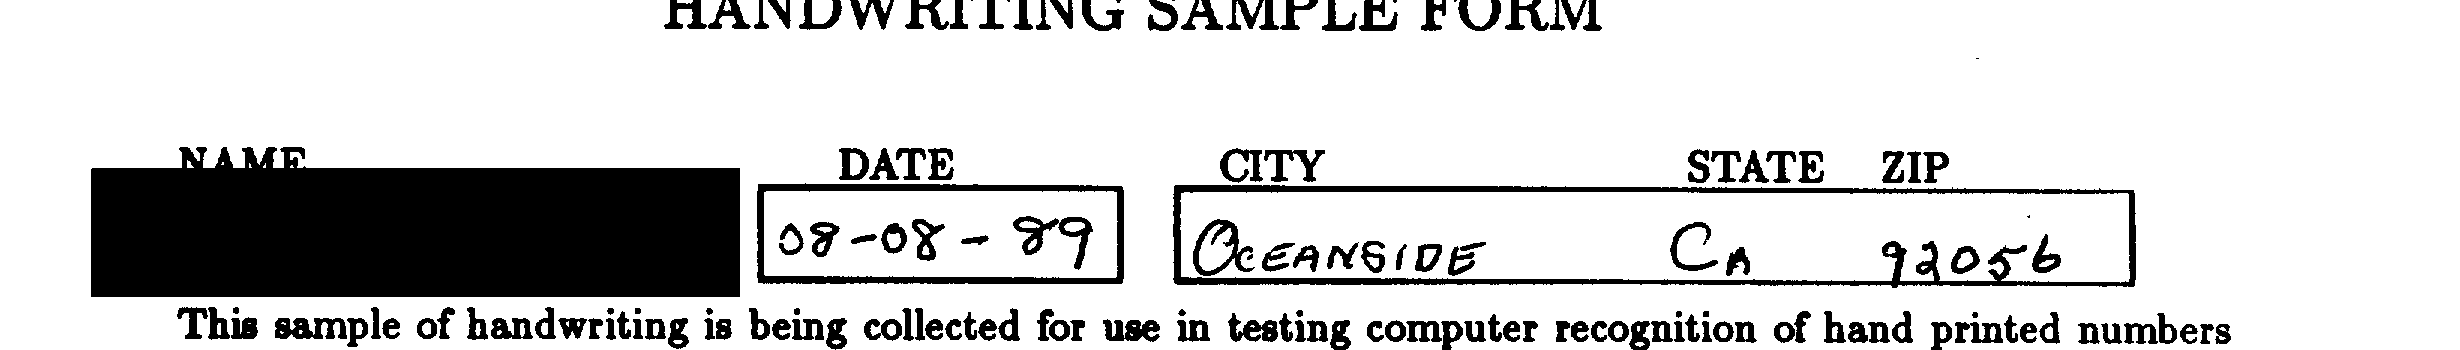 HANDWRITING SAMPLE FORM
NAME DATE CITY STATE ZIP
08-08-89 OCEANSIDE CA 92056
This sample of handwriting is being collected for use in testing computer recognition of hand printed numbers